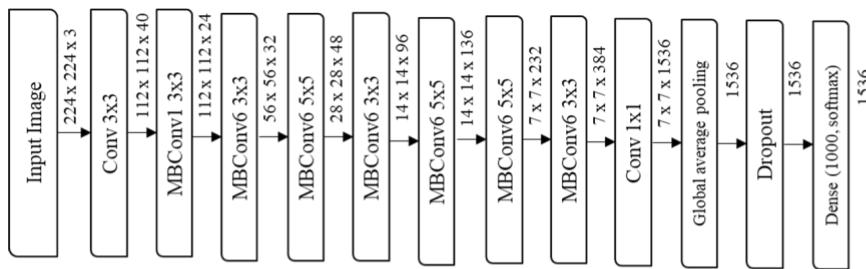 Input Image
224 x 224 x 3
Conv 3x3
112 x 112 x 40
MBConv1 3x3
112 x 112 x 24
MBConv6 3x3
56 x 56 x 32
MBConv6 5x5
28 x 28 x 48
MBConv6 3x3
14 x 14 x 96
MBConv6 5x5
14 x 14 x 136
MBConv6 5x5
7 x 7 x 232
MBConv6 3x3
7 x 7 x 384
Conv 1x1
7 x 7 x 1536
Global average pooling
1536
Dropout
1536
Dense (1000, softmax)
1536